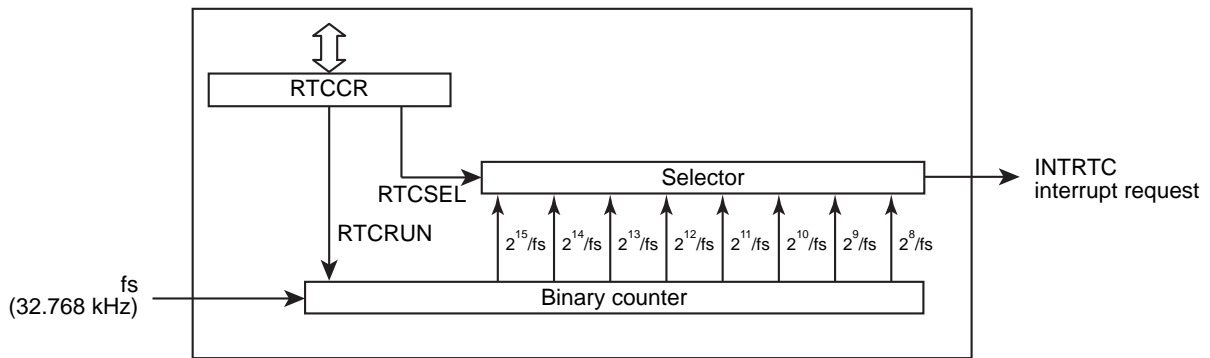 RTCCR
RTCSEL
Selector
INTRTC
interrupt request
RTCRUN
2^15/fs
2^14/fs
2^13/fs
2^12/fs
2^11/fs
2^10/fs
2^9/fs
2^8/fs
fs
(32.768 kHz)
Binary counter